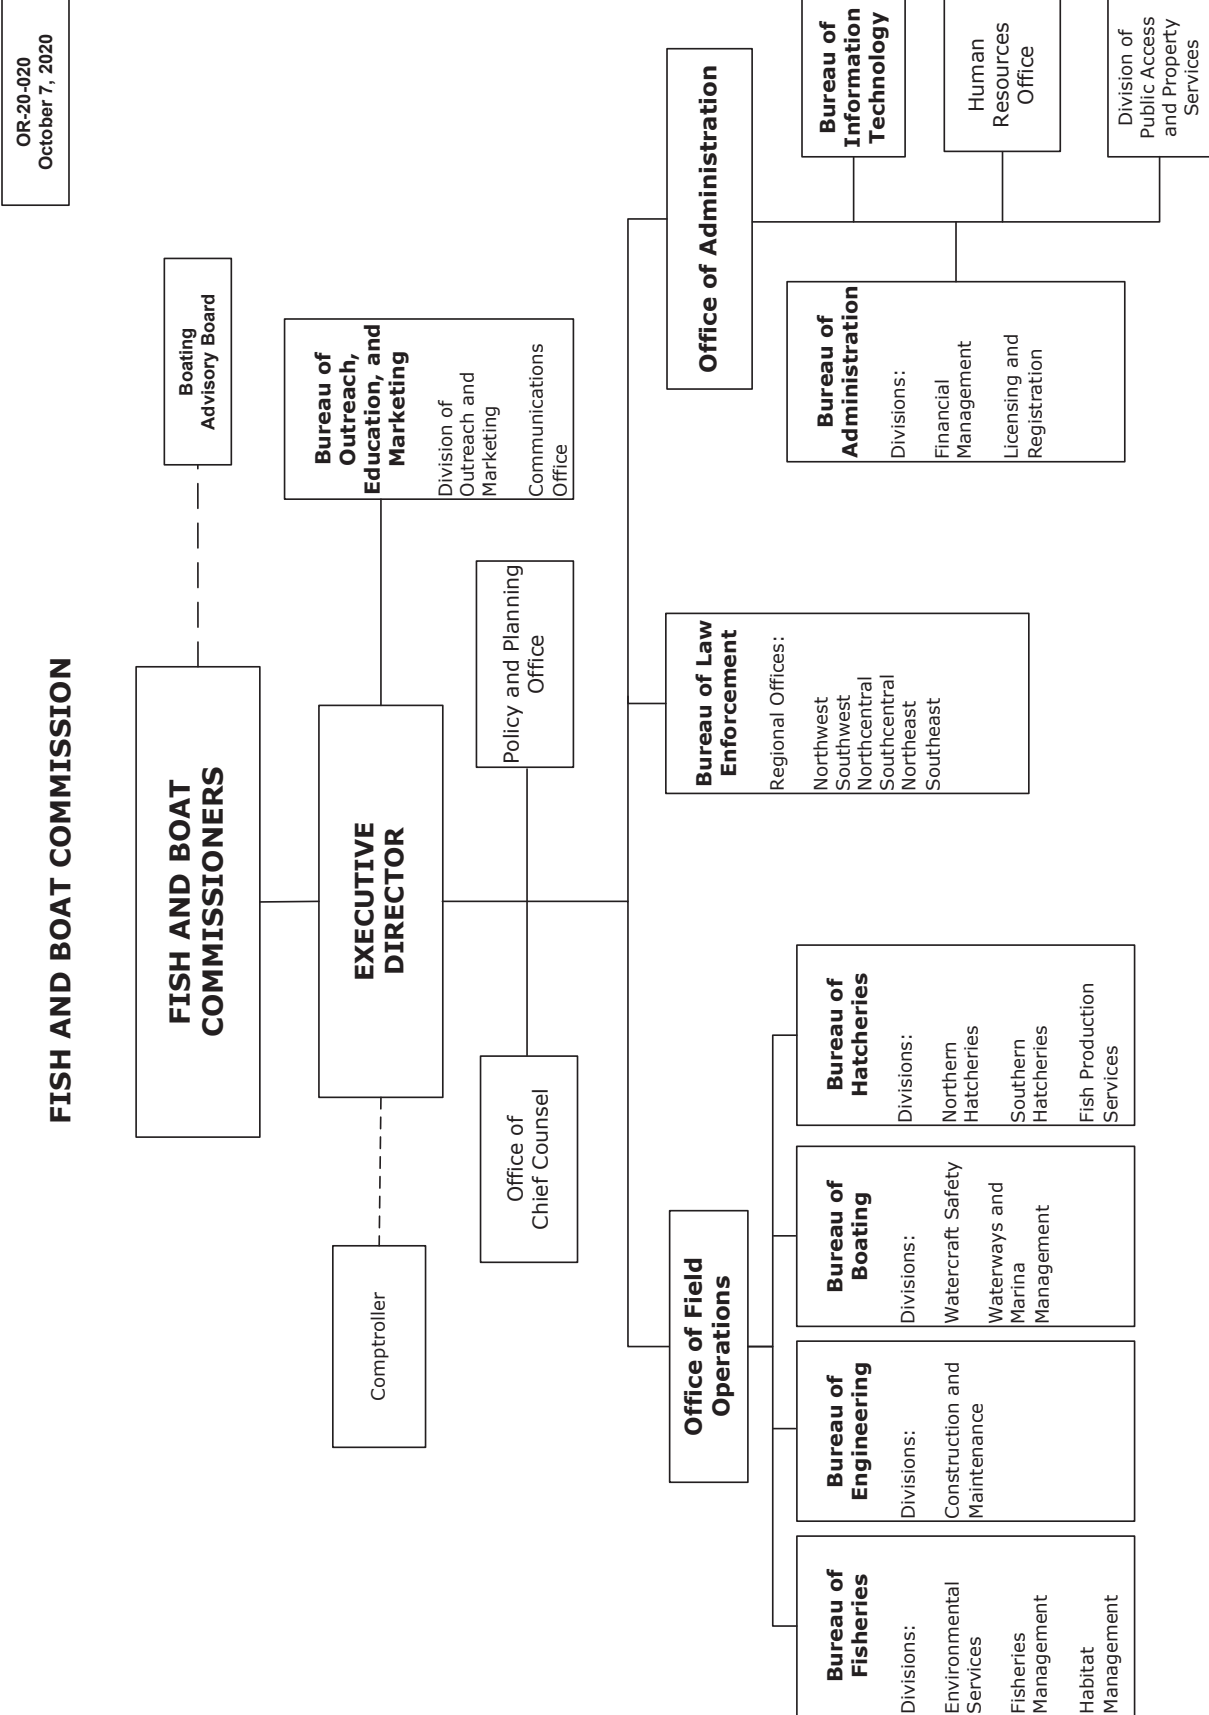 OR-20-020
October 7, 2020
FISH AND BOAT COMMISSION
FISH AND BOAT
COMMISSIONERS
Boating
Advisory Board
EXECUTIVE
DIRECTOR
Comptroller
Bureau of
Outreach,
Education, and
Marketing
Division of
Outreach and
Marketing
Communications
Office
Office of
Chief Counsel
Policy and Planning
Office
Office of Field
Operations
Bureau of Law
Enforcement
Regional Offices:
Northwest
Southwest
Northcentral
Southcentral
Northeast
Southeast
Office of Administration
Bureau of
Fisheries
Divisions:
Environmental
Services
Fisheries
Management
Habitat
Management
Bureau of
Engineering
Divisions:
Construction and
Maintenance
Bureau of
Boating
Divisions:
Watercraft Safety
Waterways and
Marina
Management
Bureau of
Hatcheries
Divisions:
Northern
Hatcheries
Southern
Hatcheries
Fish Production
Services
Bureau of
Administration
Divisions:
Financial
Management
Licensing and
Registration
Bureau of
Information
Technology
Human
Resources
Office
Division of
Public Access
and Property
Services